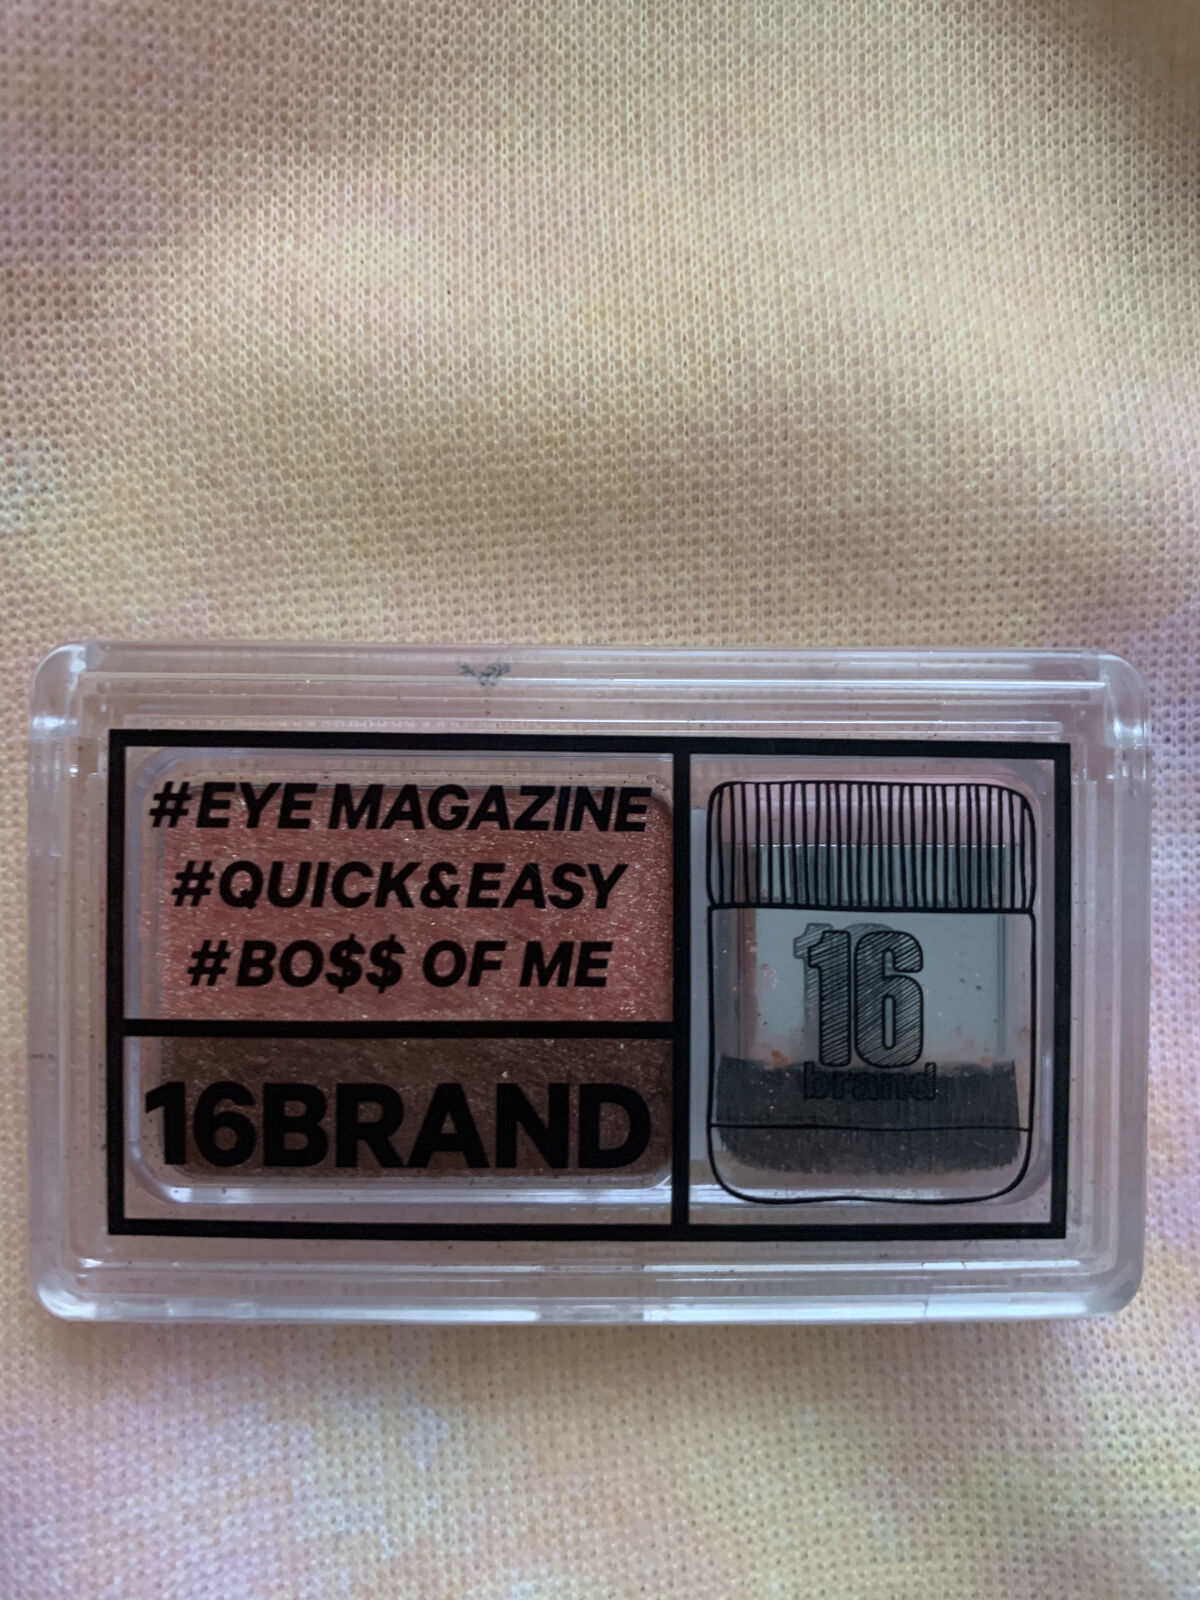 #EYE MAGAZINE
#QUICK&EASY
#BO$$ OF ME
16BRAND
16
brand